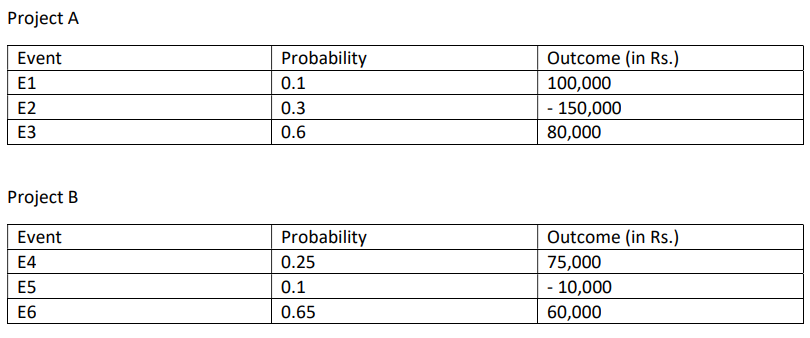 Project A
Event Probability Outcome (in Rs.)
E1 0.1 100,000
E2 0.3 - 150,000
E3 0.6 80,000
Project B
Event Probability Outcome (in Rs.)
E4 0.25 75,000
E5 0.1 - 10,000
E6 0.65 60,000